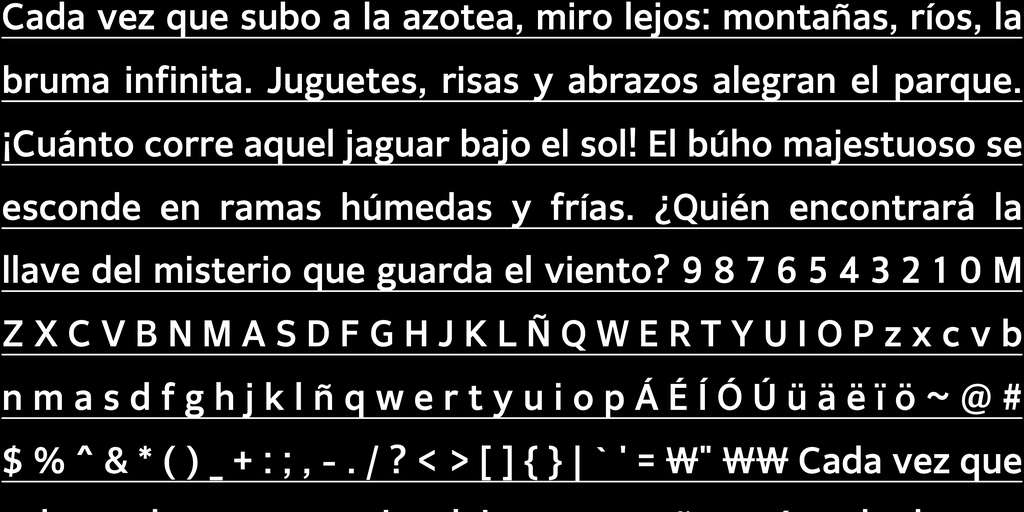 Cada vez que subo a la azotea, miro lejos: montañas, ríos, la
bruma infinita. Juguetes, risas y abrazos alegran el parque.
¡Cuánto corre aquel jaguar bajo el sol! El búho majestuoso se
esconde en ramas húmedas y frías. ¿Quién encontrará la
llave del misterio que guarda el viento? 9 8 7 6 5 4 3 2 1 0 M
Z X C V B N M A S D F G H J K L Ñ Q W E R T Y U I O P z x c v b
n m a s d f g h j k l ñ q w e r t y u i o p Á É Í Ó Ú ü ä ë ï ö ~ @ #
$ % ^ & * ( ) _ + : ; , - . / ? < > [ ] { } | ` ' = ₩" ₩₩ Cada vez que